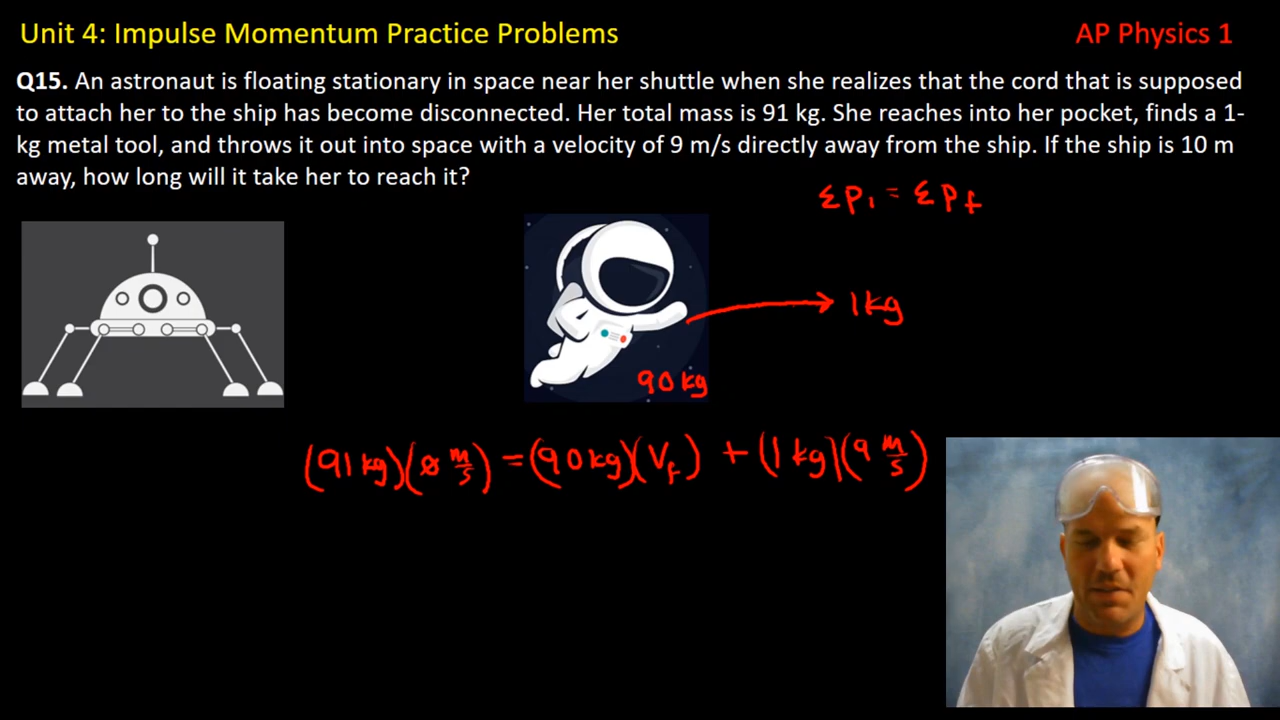 Unit 4: Impulse Momentum Practice Problems
AP Physics 1
Q15. An astronaut is floating stationary in space near her shuttle when she realizes that the cord that is supposed
to attach her to the ship has become disconnected. Her total mass is 91 kg. She reaches into her pocket, finds a 1-
kg metal tool, and throws it out into space with a velocity of 9 m/s directly away from the ship. If the ship is 10 m
away, how long will it take her to reach it?
Σpᵢ = Σp_f
1kg
90 kg
(91 kg)(0 m/s) = (90 kg)(V_f) + (1 kg)(9 m/s)